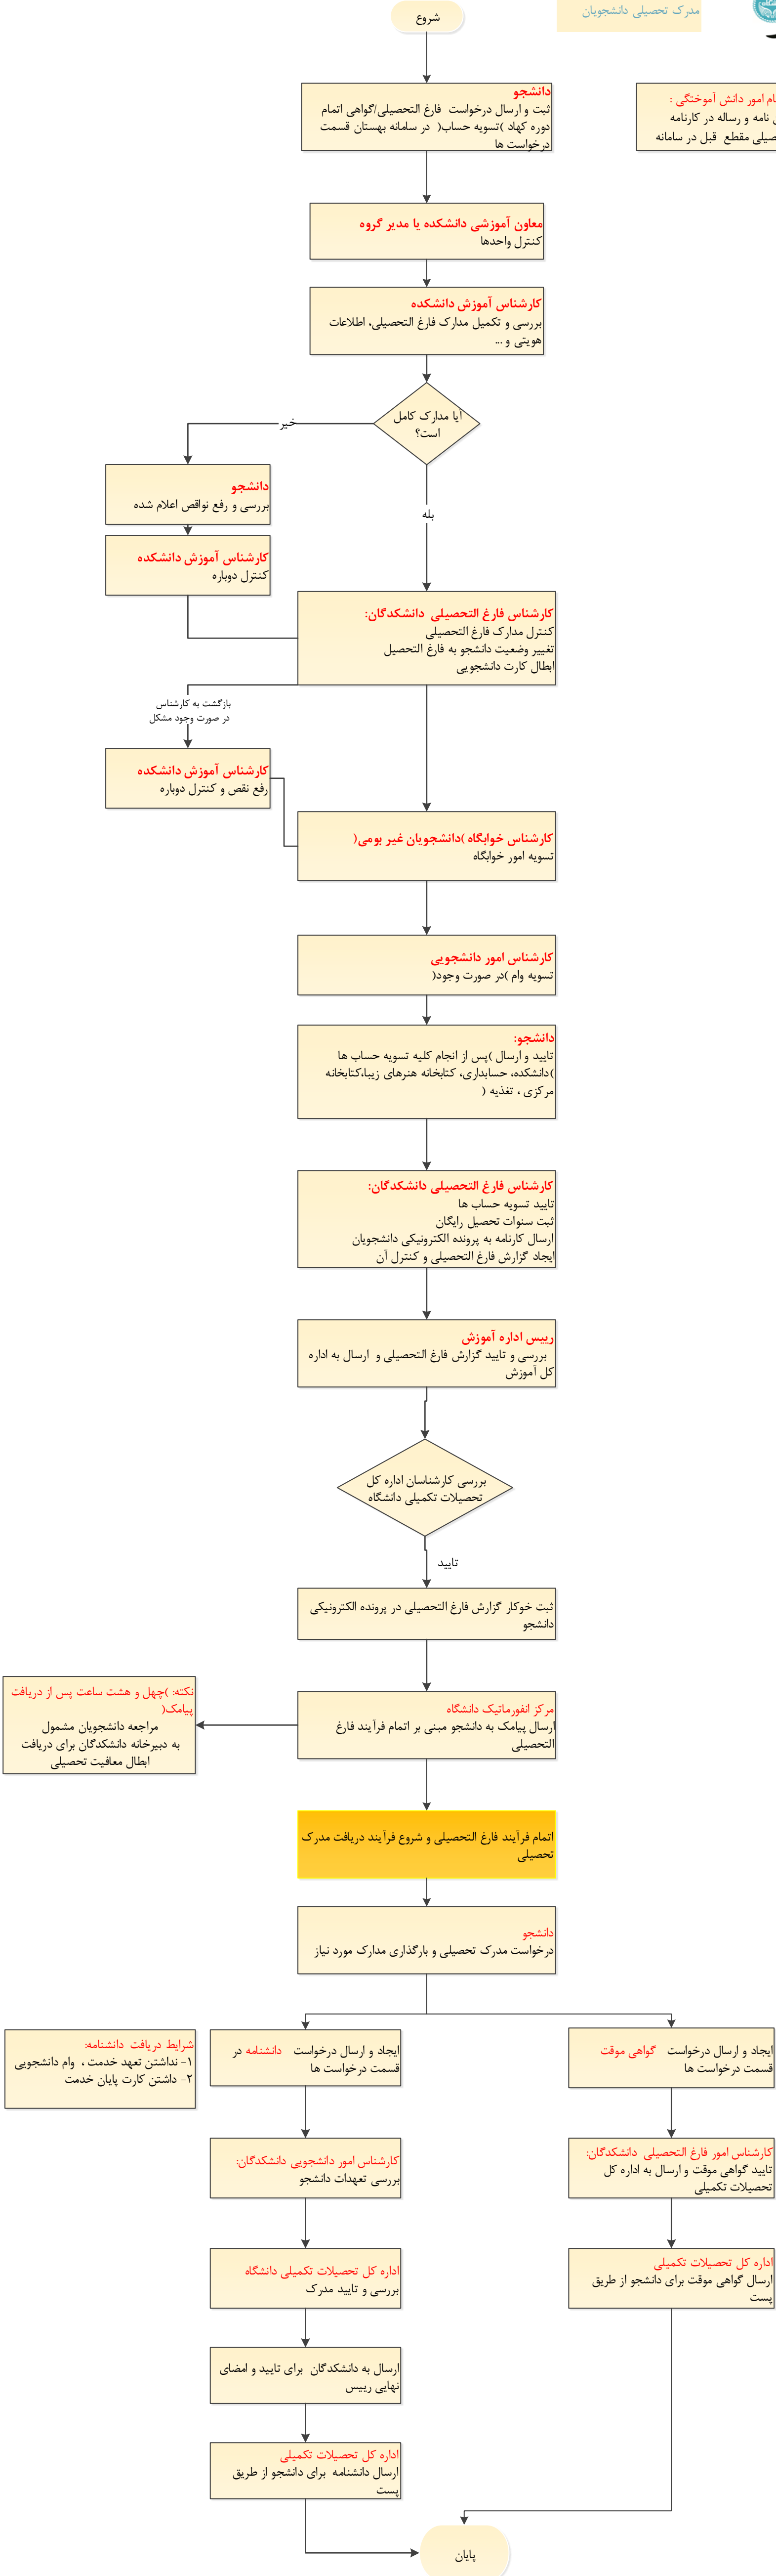 شروع
مدرک تحصیلی دانشجویان
دانشجو
ثبت و ارسال درخواست فارغ التحصیلی/گواهی اتمام
دوره کهاد )تسویه حساب( در سامانه بهستان قسمت
درخواست ها
ام امور دانش آموختگی :
نامه و رساله در کارنامه
صیلی مقطع قبل در سامانه
معاون آموزشی دانشکده یا مدیر گروه
کنترل واحدها
کارشناس آموزش دانشکده
بررسی و تکمیل مدارک فارغ التحصیلی، اطلاعات
هویتی و ...
آیا مدارک کامل
است؟
خیر
بله
دانشجو
بررسی و رفع نواقص اعلام شده
کارشناس آموزش دانشکده
کنترل دوباره
کارشناس فارغ التحصیلی دانشکدگان:
کنترل مدارک فارغ التحصیلی
تغییر وضعیت دانشجو به فارغ التحصیل
ابطال کارت دانشجویی
بازگشت به کارشناس
در صورت وجود مشکل
کارشناس آموزش دانشکده
رفع نقص و کنترل دوباره
کارشناس خوابگاه )دانشجویان غیر بومی(
تسویه امور خوابگاه
کارشناس امور دانشجویی
تسویه وام )در صورت وجود(
دانشجو:
تایید و ارسال )پس از انجام کلیه تسویه حساب ها
)دانشکده، حسابداری، کتابخانه هنرهای زیبا،کتابخانه
مرکزی ، تغذیه (
کارشناس فارغ التحصیلی دانشکدگان:
تایید تسویه حساب ها
ثبت سنوات تحصیل رایگان
ارسال کارنامه به پرونده الکترونیکی دانشجویان
ایجاد گزارش فارغ التحصیلی و کنترل آن
رییس اداره آموزش
بررسی و تایید گزارش فارغ التحصیلی و ارسال به اداره
کل آموزش
بررسی کارشناسان اداره کل
تحصیلات تکمیلی دانشگاه
تایید
ثبت خوکار گزارش فارغ التحصیلی در پرونده الکترونیکی
دانشجو
مرکز انفورماتیک دانشگاه
ارسال پیامک به دانشجو مبنی بر اتمام فرآیند فارغ
التحصیلی
نکته: )چهل و هشت ساعت پس از دریافت
پیامک(
مراجعه دانشجویان مشمول
به دبیرخانه دانشکدگان برای دریافت
ابطال معافیت تحصیلی
اتمام فرآیند فارغ التحصیلی و شروع فرآیند دریافت مدرک
تحصیلی
دانشجو
درخواست مدرک تحصیلی و بارگذاری مدارک مورد نیاز
ایجاد و ارسال درخواست گواهی موقت
قسمت درخواست ها
ایجاد و ارسال درخواست دانشنامه در
قسمت درخواست ها
شرایط دریافت دانشنامه:
۱- نداشتن تعهد خدمت ، وام دانشجویی
۲- داشتن کارت پایان خدمت
کارشناس امور فارغ التحصیلی دانشکدگان:
تایید گواهی موقت و ارسال به اداره کل
تحصیلات تکمیلی
کارشناس امور دانشجویی دانشکدگان:
بررسی تعهدات دانشجو
اداره کل تحصیلات تکمیلی
ارسال گواهی موقت برای دانشجو از طریق
پست
اداره کل تحصیلات تکمیلی دانشگاه
بررسی و تایید مدرک
ارسال به دانشکدگان برای تایید و امضای
نهایی رییس
اداره کل تحصیلات تکمیلی
ارسال دانشنامه برای دانشجو از طریق
پست
پایان